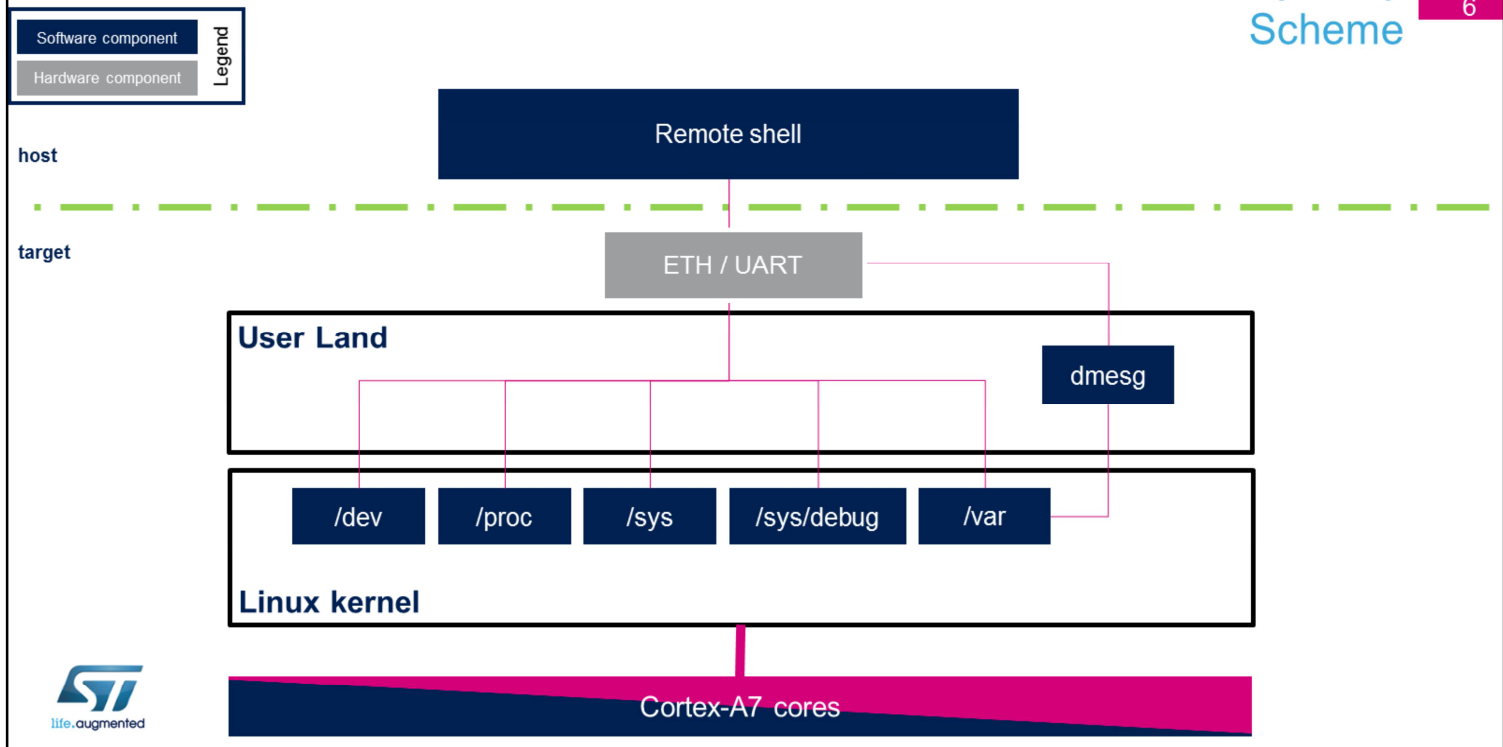 Scheme
6
Software component
Hardware component
Legend
Remote shell
host
target
ETH / UART
User Land
dmesg
/dev
/proc
/sys
/sys/debug
/var
Linux kernel
Cortex-A7 cores
life.augmented